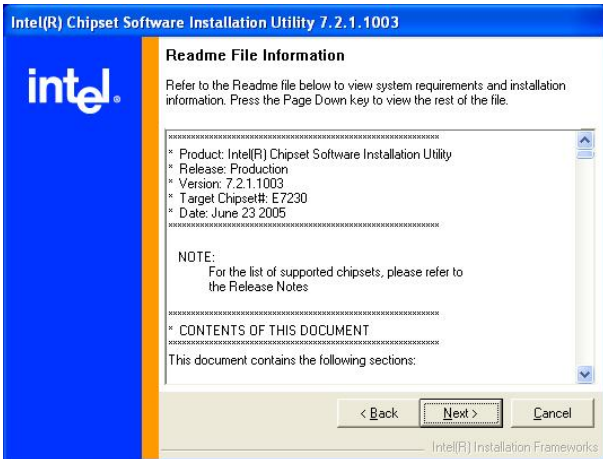 Intel(R) Chipset Software Installation Utility 7.2.1.1003
intel.
Readme File Information
Refer to the Readme file below to view system requirements and installation
information. Press the Page Down key to view the rest of the file.
************************************************************
* Product: Intel(R) Chipset Software Installation Utility
* Release: Production
* Version: 7.2.1.1003
* Target Chipset#: E7230
* Date: June 23 2005
************************************************************
NOTE:
For the list of supported chipsets, please refer to
the Release Notes
************************************************************
* CONTENTS OF THIS DOCUMENT
************************************************************
This document contains the following sections:
< Back
Next >
Cancel
Intel(R) Installation Frameworks